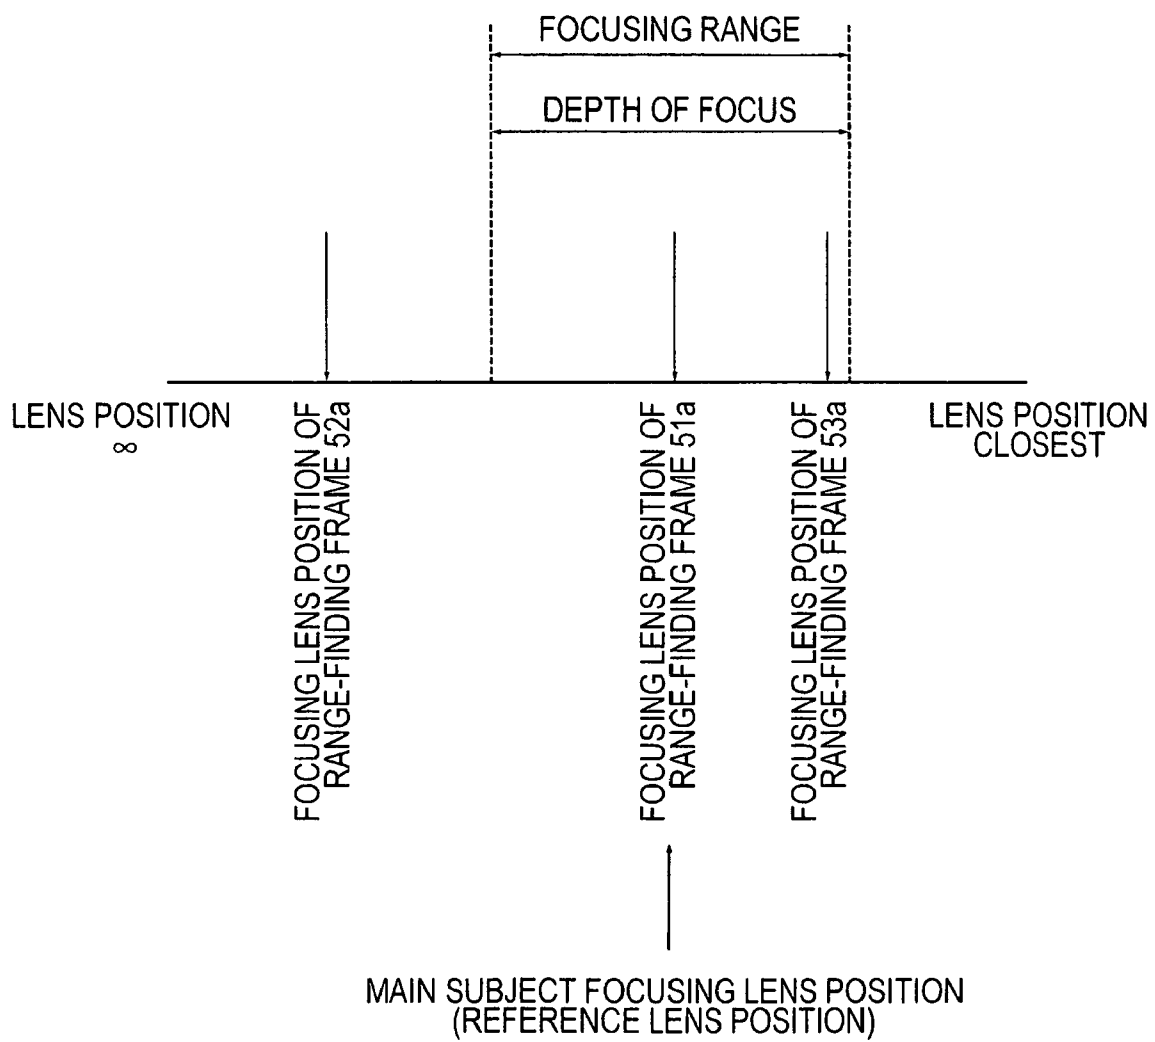 FOCUSING RANGE
DEPTH OF FOCUS
LENS POSITION
∞
FOCUSING LENS POSITION OF
RANGE-FINDING FRAME 52a
FOCUSING LENS POSITION OF
RANGE-FINDING FRAME 51a
FOCUSING LENS POSITION OF
RANGE-FINDING FRAME 53a
LENS POSITION
CLOSEST
MAIN SUBJECT FOCUSING LENS POSITION
(REFERENCE LENS POSITION)